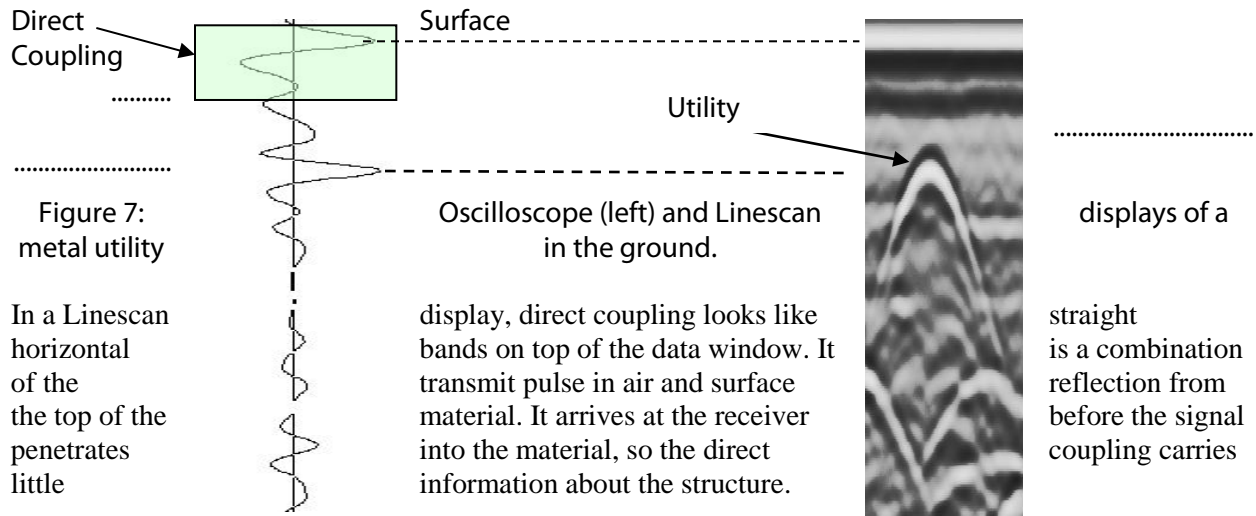 Direct
Coupling
Surface
Utility
Figure 7: Oscilloscope (left) and Linescan displays of a
metal utility in the ground.
In a Linescan display, direct coupling looks like straight
horizontal bands on top of the data window. It is a combination
of the transmit pulse in air and surface reflection from
the top of the material. It arrives at the receiver before the signal
penetrates into the material, so the direct coupling carries
little information about the structure.